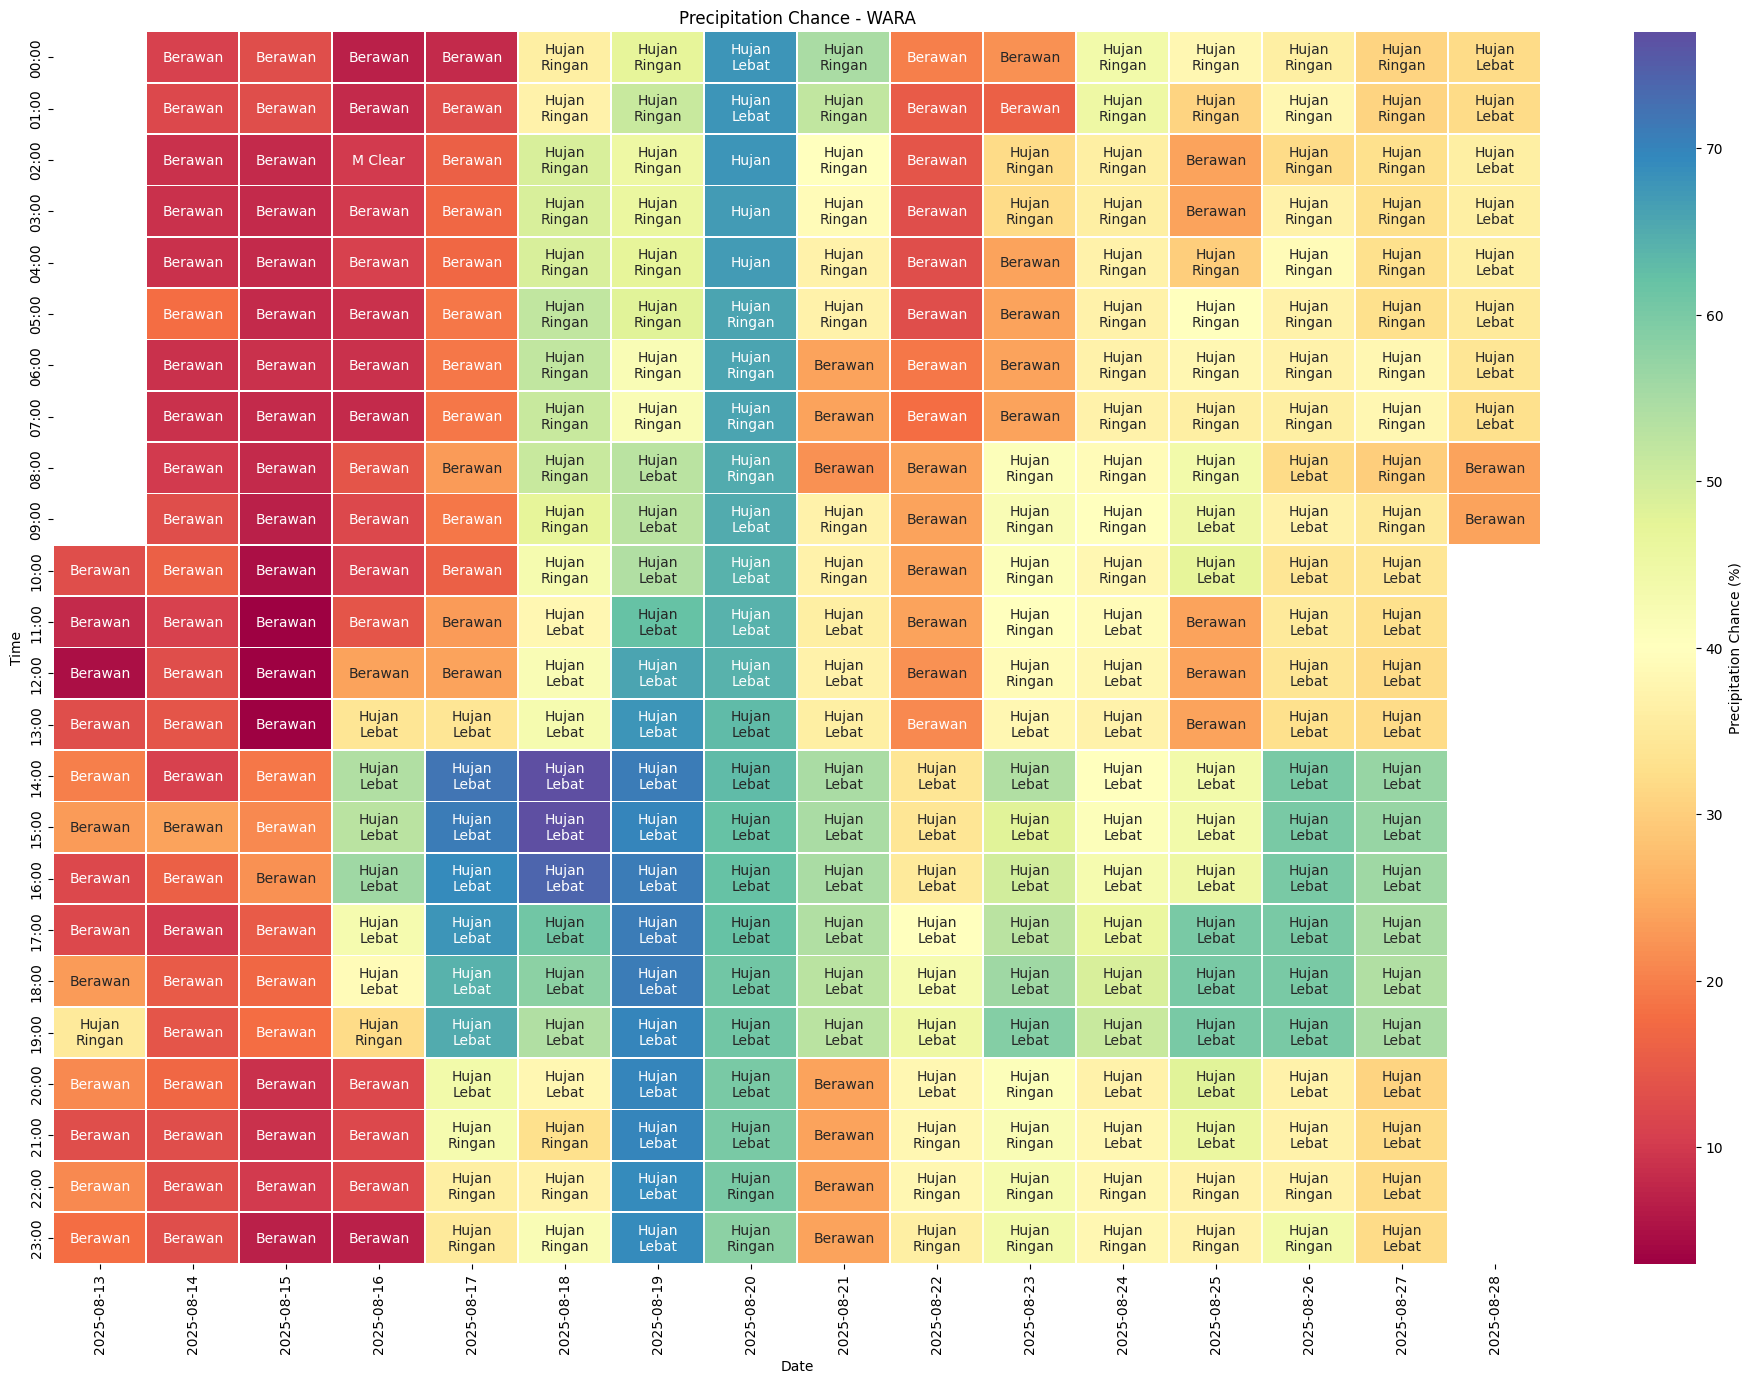 Precipitation Chance - WARA
00:00 Berawan Berawan Berawan Berawan Hujan Ringan Hujan Ringan Hujan Lebat Hujan Ringan Berawan Berawan Hujan Ringan Hujan Ringan Hujan Ringan Hujan Ringan Hujan Lebat
01:00 Berawan Berawan Berawan Berawan Hujan Ringan Hujan Ringan Hujan Lebat Hujan Ringan Berawan Berawan Hujan Ringan Hujan Ringan Hujan Ringan Hujan Ringan Hujan Lebat
02:00 Berawan Berawan M Clear Berawan Hujan Ringan Hujan Ringan Hujan Hujan Ringan Berawan Hujan Ringan Hujan Ringan Berawan Hujan Ringan Hujan Ringan Hujan Lebat
03:00 Berawan Berawan Berawan Berawan Hujan Ringan Hujan Ringan Hujan Hujan Ringan Berawan Hujan Ringan Hujan Ringan Berawan Hujan Ringan Hujan Ringan Hujan Lebat
04:00 Berawan Berawan Berawan Berawan Hujan Ringan Hujan Ringan Hujan Hujan Ringan Berawan Berawan Hujan Ringan Hujan Ringan Hujan Ringan Hujan Ringan Hujan Lebat
05:00 Berawan Berawan Berawan Berawan Hujan Ringan Hujan Ringan Hujan Ringan Hujan Ringan Berawan Berawan Hujan Ringan Hujan Ringan Hujan Ringan Hujan Ringan Hujan Lebat
06:00 Berawan Berawan Berawan Berawan Hujan Ringan Hujan Ringan Hujan Ringan Berawan Berawan Berawan Hujan Ringan Hujan Ringan Hujan Ringan Hujan Ringan Hujan Lebat
07:00 Berawan Berawan Berawan Berawan Hujan Ringan Hujan Ringan Hujan Ringan Berawan Berawan Berawan Hujan Ringan Hujan Ringan Hujan Ringan Hujan Ringan Hujan Lebat
08:00 Berawan Berawan Berawan Berawan Hujan Ringan Hujan Lebat Hujan Ringan Berawan Berawan Hujan Ringan Hujan Ringan Hujan Ringan Hujan Lebat Hujan Ringan Berawan
09:00 Berawan Berawan Berawan Berawan Hujan Ringan Hujan Lebat Hujan Lebat Hujan Ringan Berawan Hujan Ringan Hujan Ringan Hujan Lebat Hujan Lebat Hujan Ringan Berawan
10:00 Berawan Berawan Berawan Berawan Berawan Hujan Ringan Hujan Lebat Hujan Lebat Hujan Ringan Berawan Hujan Ringan Hujan Ringan Hujan Lebat Hujan Lebat Hujan Lebat
11:00 Berawan Berawan Berawan Berawan Berawan Hujan Lebat Hujan Lebat Hujan Lebat Hujan Lebat Berawan Hujan Ringan Hujan Lebat Berawan Hujan Lebat Hujan Lebat
12:00 Berawan Berawan Berawan Berawan Berawan Hujan Lebat Hujan Lebat Hujan Lebat Hujan Lebat Berawan Hujan Ringan Hujan Lebat Berawan Hujan Lebat Hujan Lebat
13:00 Berawan Berawan Berawan Hujan Lebat Hujan Lebat Hujan Lebat Hujan Lebat Hujan Lebat Hujan Lebat Berawan Hujan Lebat Hujan Lebat Berawan Hujan Lebat Hujan Lebat
14:00 Berawan Berawan Berawan Hujan Lebat Hujan Lebat Hujan Lebat Hujan Lebat Hujan Lebat Hujan Lebat Hujan Lebat Hujan Lebat Hujan Lebat Hujan Lebat Hujan Lebat Hujan Lebat
15:00 Berawan Berawan Berawan Hujan Lebat Hujan Lebat Hujan Lebat Hujan Lebat Hujan Lebat Hujan Lebat Hujan Lebat Hujan Lebat Hujan Lebat Hujan Lebat Hujan Lebat Hujan Lebat
16:00 Berawan Berawan Berawan Hujan Lebat Hujan Lebat Hujan Lebat Hujan Lebat Hujan Lebat Hujan Lebat Hujan Lebat Hujan Lebat Hujan Lebat Hujan Lebat Hujan Lebat Hujan Lebat
17:00 Berawan Berawan Berawan Hujan Lebat Hujan Lebat Hujan Lebat Hujan Lebat Hujan Lebat Hujan Lebat Hujan Lebat Hujan Lebat Hujan Lebat Hujan Lebat Hujan Lebat Hujan Lebat
18:00 Berawan Berawan Berawan Hujan Lebat Hujan Lebat Hujan Lebat Hujan Lebat Hujan Lebat Hujan Lebat Hujan Lebat Hujan Lebat Hujan Lebat Hujan Lebat Hujan Lebat Hujan Lebat
19:00 Hujan Ringan Berawan Berawan Hujan Ringan Hujan Lebat Hujan Lebat Hujan Lebat Hujan Lebat Hujan Lebat Hujan Lebat Hujan Lebat Hujan Lebat Hujan Lebat Hujan Lebat Hujan Lebat
20:00 Berawan Berawan Berawan Berawan Hujan Lebat Hujan Lebat Hujan Lebat Hujan Lebat Berawan Hujan Lebat Hujan Ringan Hujan Lebat Hujan Lebat Hujan Lebat Hujan Lebat
21:00 Berawan Berawan Berawan Berawan Hujan Ringan Hujan Ringan Hujan Lebat Hujan Lebat Berawan Hujan Ringan Hujan Ringan Hujan Lebat Hujan Lebat Hujan Lebat Hujan Lebat
22:00 Berawan Berawan Berawan Berawan Hujan Ringan Hujan Ringan Hujan Lebat Hujan Ringan Berawan Hujan Ringan Hujan Ringan Hujan Ringan Hujan Ringan Hujan Ringan Hujan Lebat
23:00 Berawan Berawan Berawan Berawan Hujan Ringan Hujan Ringan Hujan Lebat Hujan Ringan Berawan Hujan Ringan Hujan Ringan Hujan Ringan Hujan Ringan Hujan Ringan Hujan Lebat
Time
2025-08-13 2025-08-14 2025-08-15 2025-08-16 2025-08-17 2025-08-18 2025-08-19 2025-08-20 2025-08-21 2025-08-22 2025-08-23 2025-08-24 2025-08-25 2025-08-26 2025-08-27 2025-08-28
Date
70
60
50
40
30
20
10
Precipitation Chance (%)